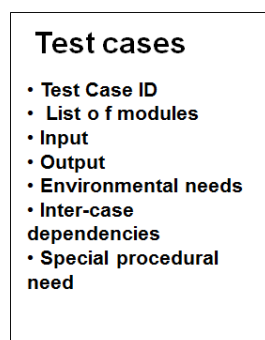 Test cases
• Test Case ID
• List o f modules
• Input
• Output
• Environmental needs
• Inter-case
dependencies
• Special procedural
need